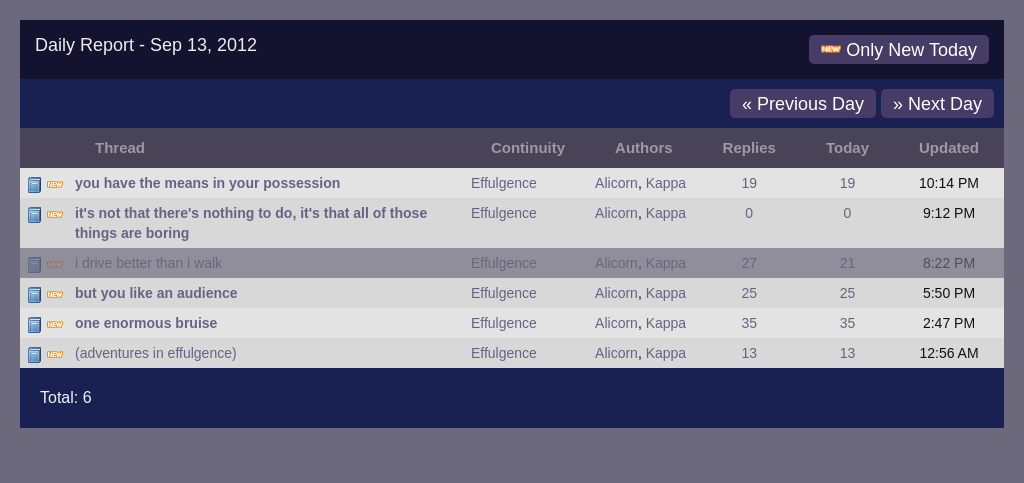 Daily Report - Sep 13, 2012
NEW Only New Today
« Previous Day » Next Day
Thread Continuity Authors Replies Today Updated
NEW you have the means in your possession Effulgence Alicorn, Kappa 19 19 10:14 PM
NEW it's not that there's nothing to do, it's that all of those Effulgence Alicorn, Kappa 0 0 9:12 PM
things are boring
NEW i drive better than i walk Effulgence Alicorn, Kappa 27 21 8:22 PM
NEW but you like an audience Effulgence Alicorn, Kappa 25 25 5:50 PM
NEW one enormous bruise Effulgence Alicorn, Kappa 35 35 2:47 PM
NEW (adventures in effulgence) Effulgence Alicorn, Kappa 13 13 12:56 AM
Total: 6